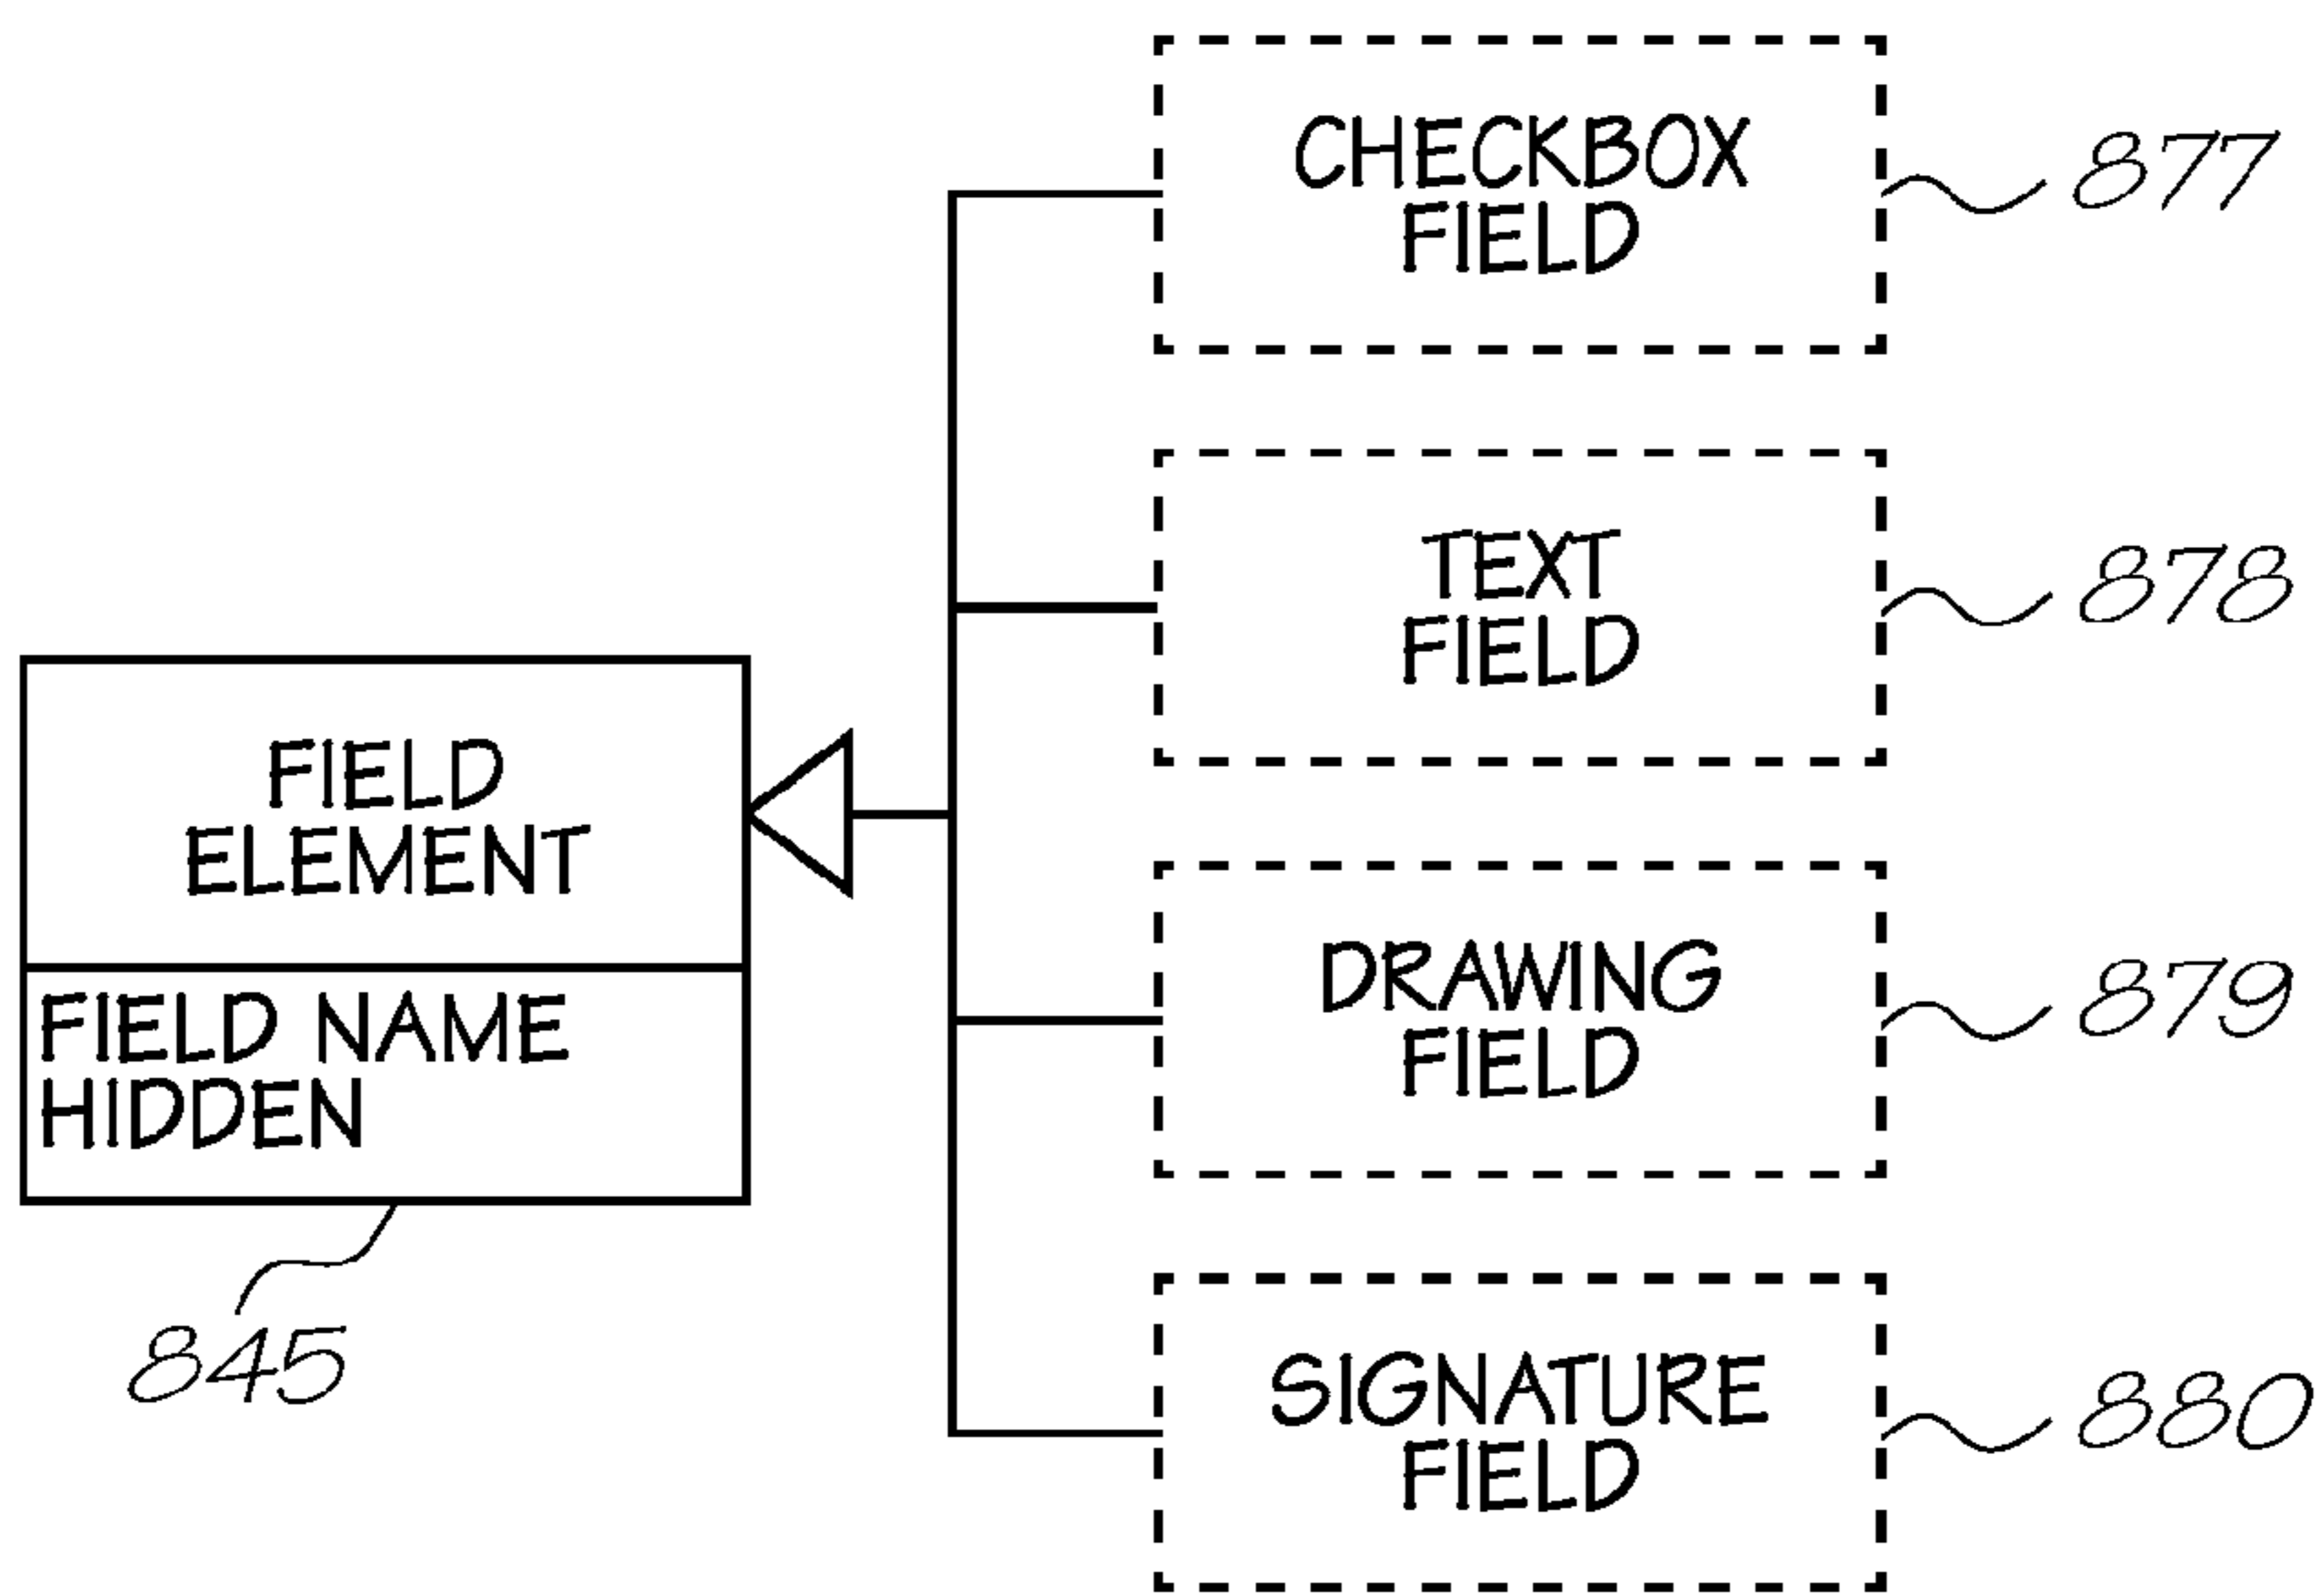 CHECKBOX
FIELD
877
TEXT
FIELD
878
FIELD
ELEMENT
FIELD NAME
HIDDEN
845
DRAWING
FIELD
879
SIGNATURE
FIELD
880